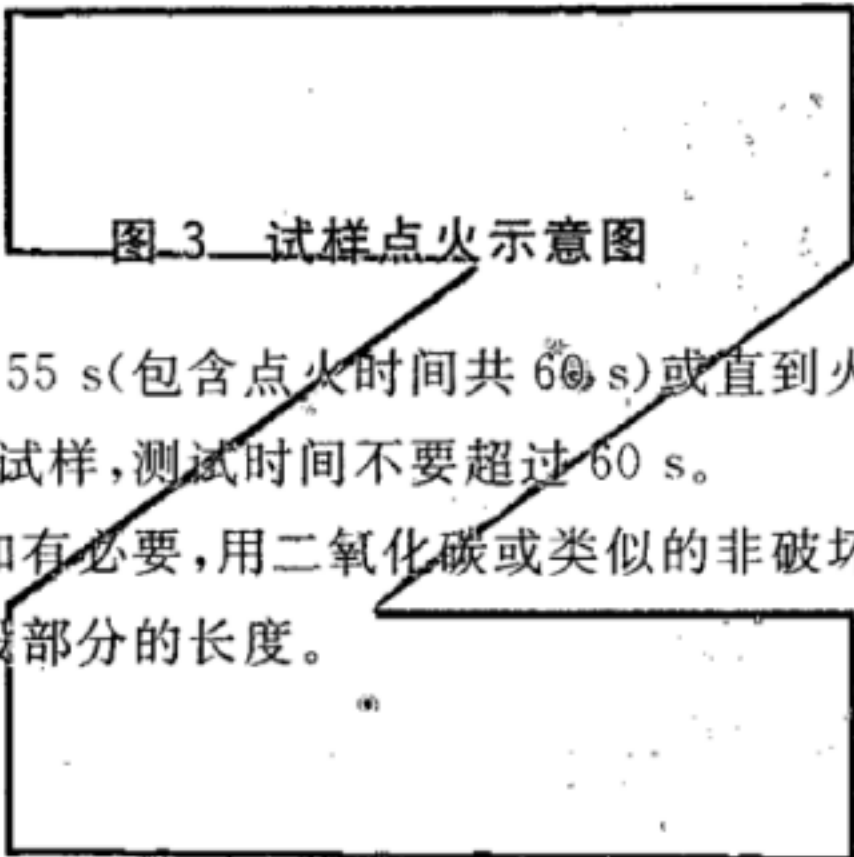 图 3 试样点火示意图
55 s(包含点火时间共 60 s)或直到火
试样,测试时间不要超过 60 s。
如有必要,用二氧化碳或类似的非破坏
部分的长度。